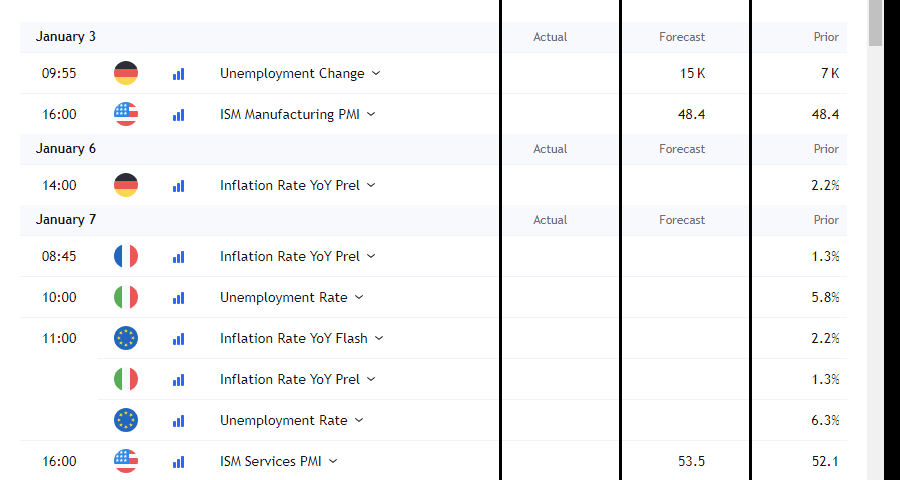 January 3 Actual Forecast Prior
09:55 Unemployment Change 15 K 7 K
16:00 ISM Manufacturing PMI 48.4 48.4
January 6 Actual Forecast Prior
14:00 Inflation Rate YoY Prel 2.2%
January 7 Actual Forecast Prior
08:45 Inflation Rate YoY Prel 1.3%
10:00 Unemployment Rate 5.8%
11:00 Inflation Rate YoY Flash 2.2%
Inflation Rate YoY Prel 1.3%
Unemployment Rate 6.3%
16:00 ISM Services PMI 53.5 52.1